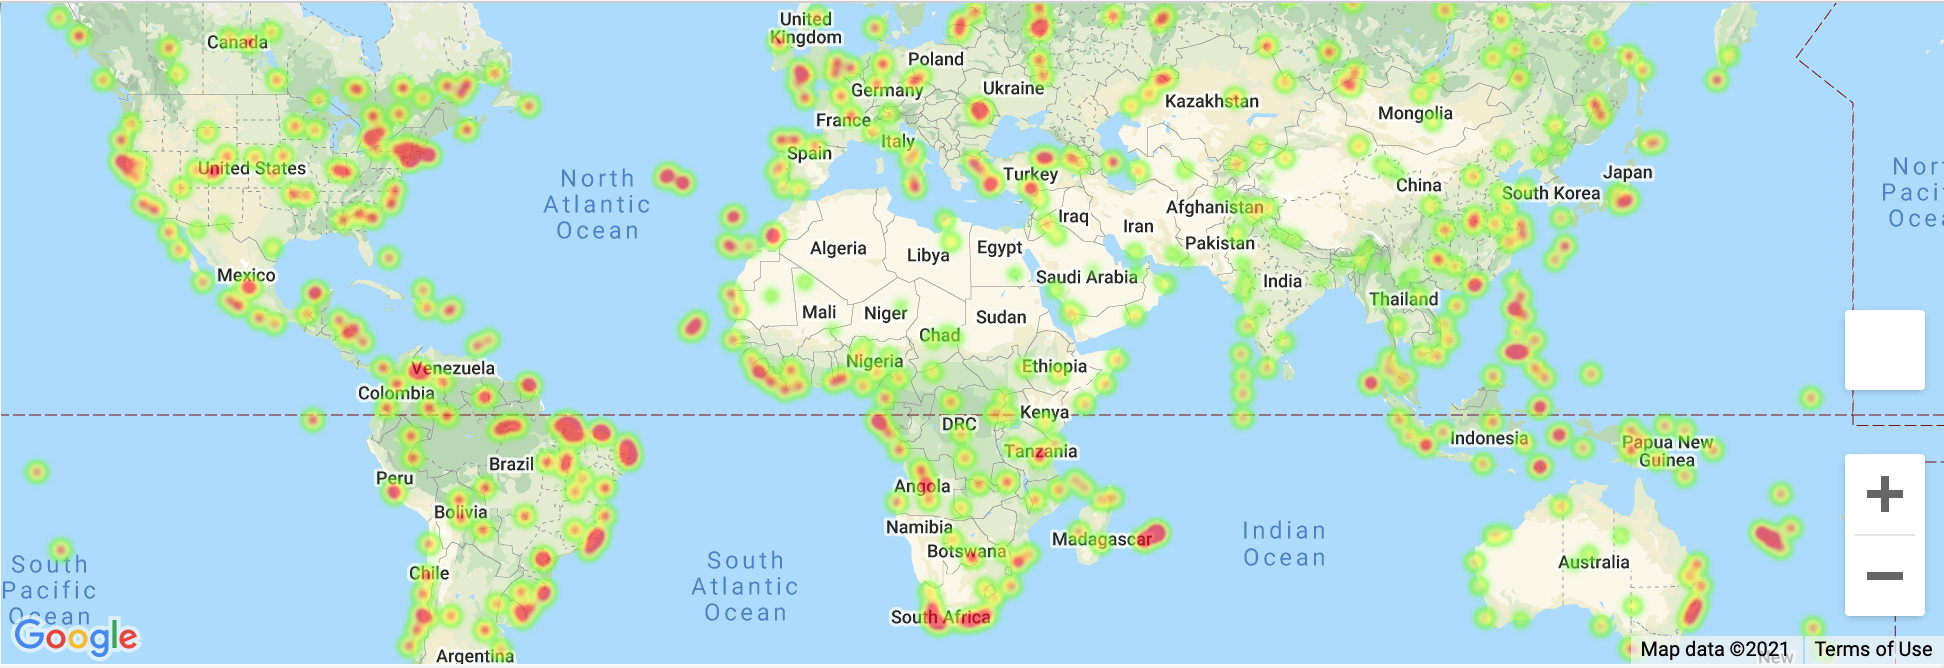 United
Kingdom
Canada
Poland
Ukraine
Germany
Kazakhstan
Mongolia
France
Italy
Spain
United States
Turkey
Japan
China
South Korea
North
Atlantic
Ocean
Afghanistan
Iraq
Iran
Algeria
Libya
Egypt
Pakistan
Mexico
Saudi Arabia
India
Thailand
Mali
Niger
Sudan
Chad
Nigeria
Ethiopia
Venezuela
Colombia
Kenya
DRC
Indonesia
Papua New
Guinea
Tanzania
Brazil
Peru
Angola
Bolivia
Namibia
Botswana
Madagascar
Indian
Ocean
Australia
Chile
South
Pacific
Ocean
South
Atlantic
Ocean
South Africa
Argentina
Google
Map data ©2021
Terms of Use
New